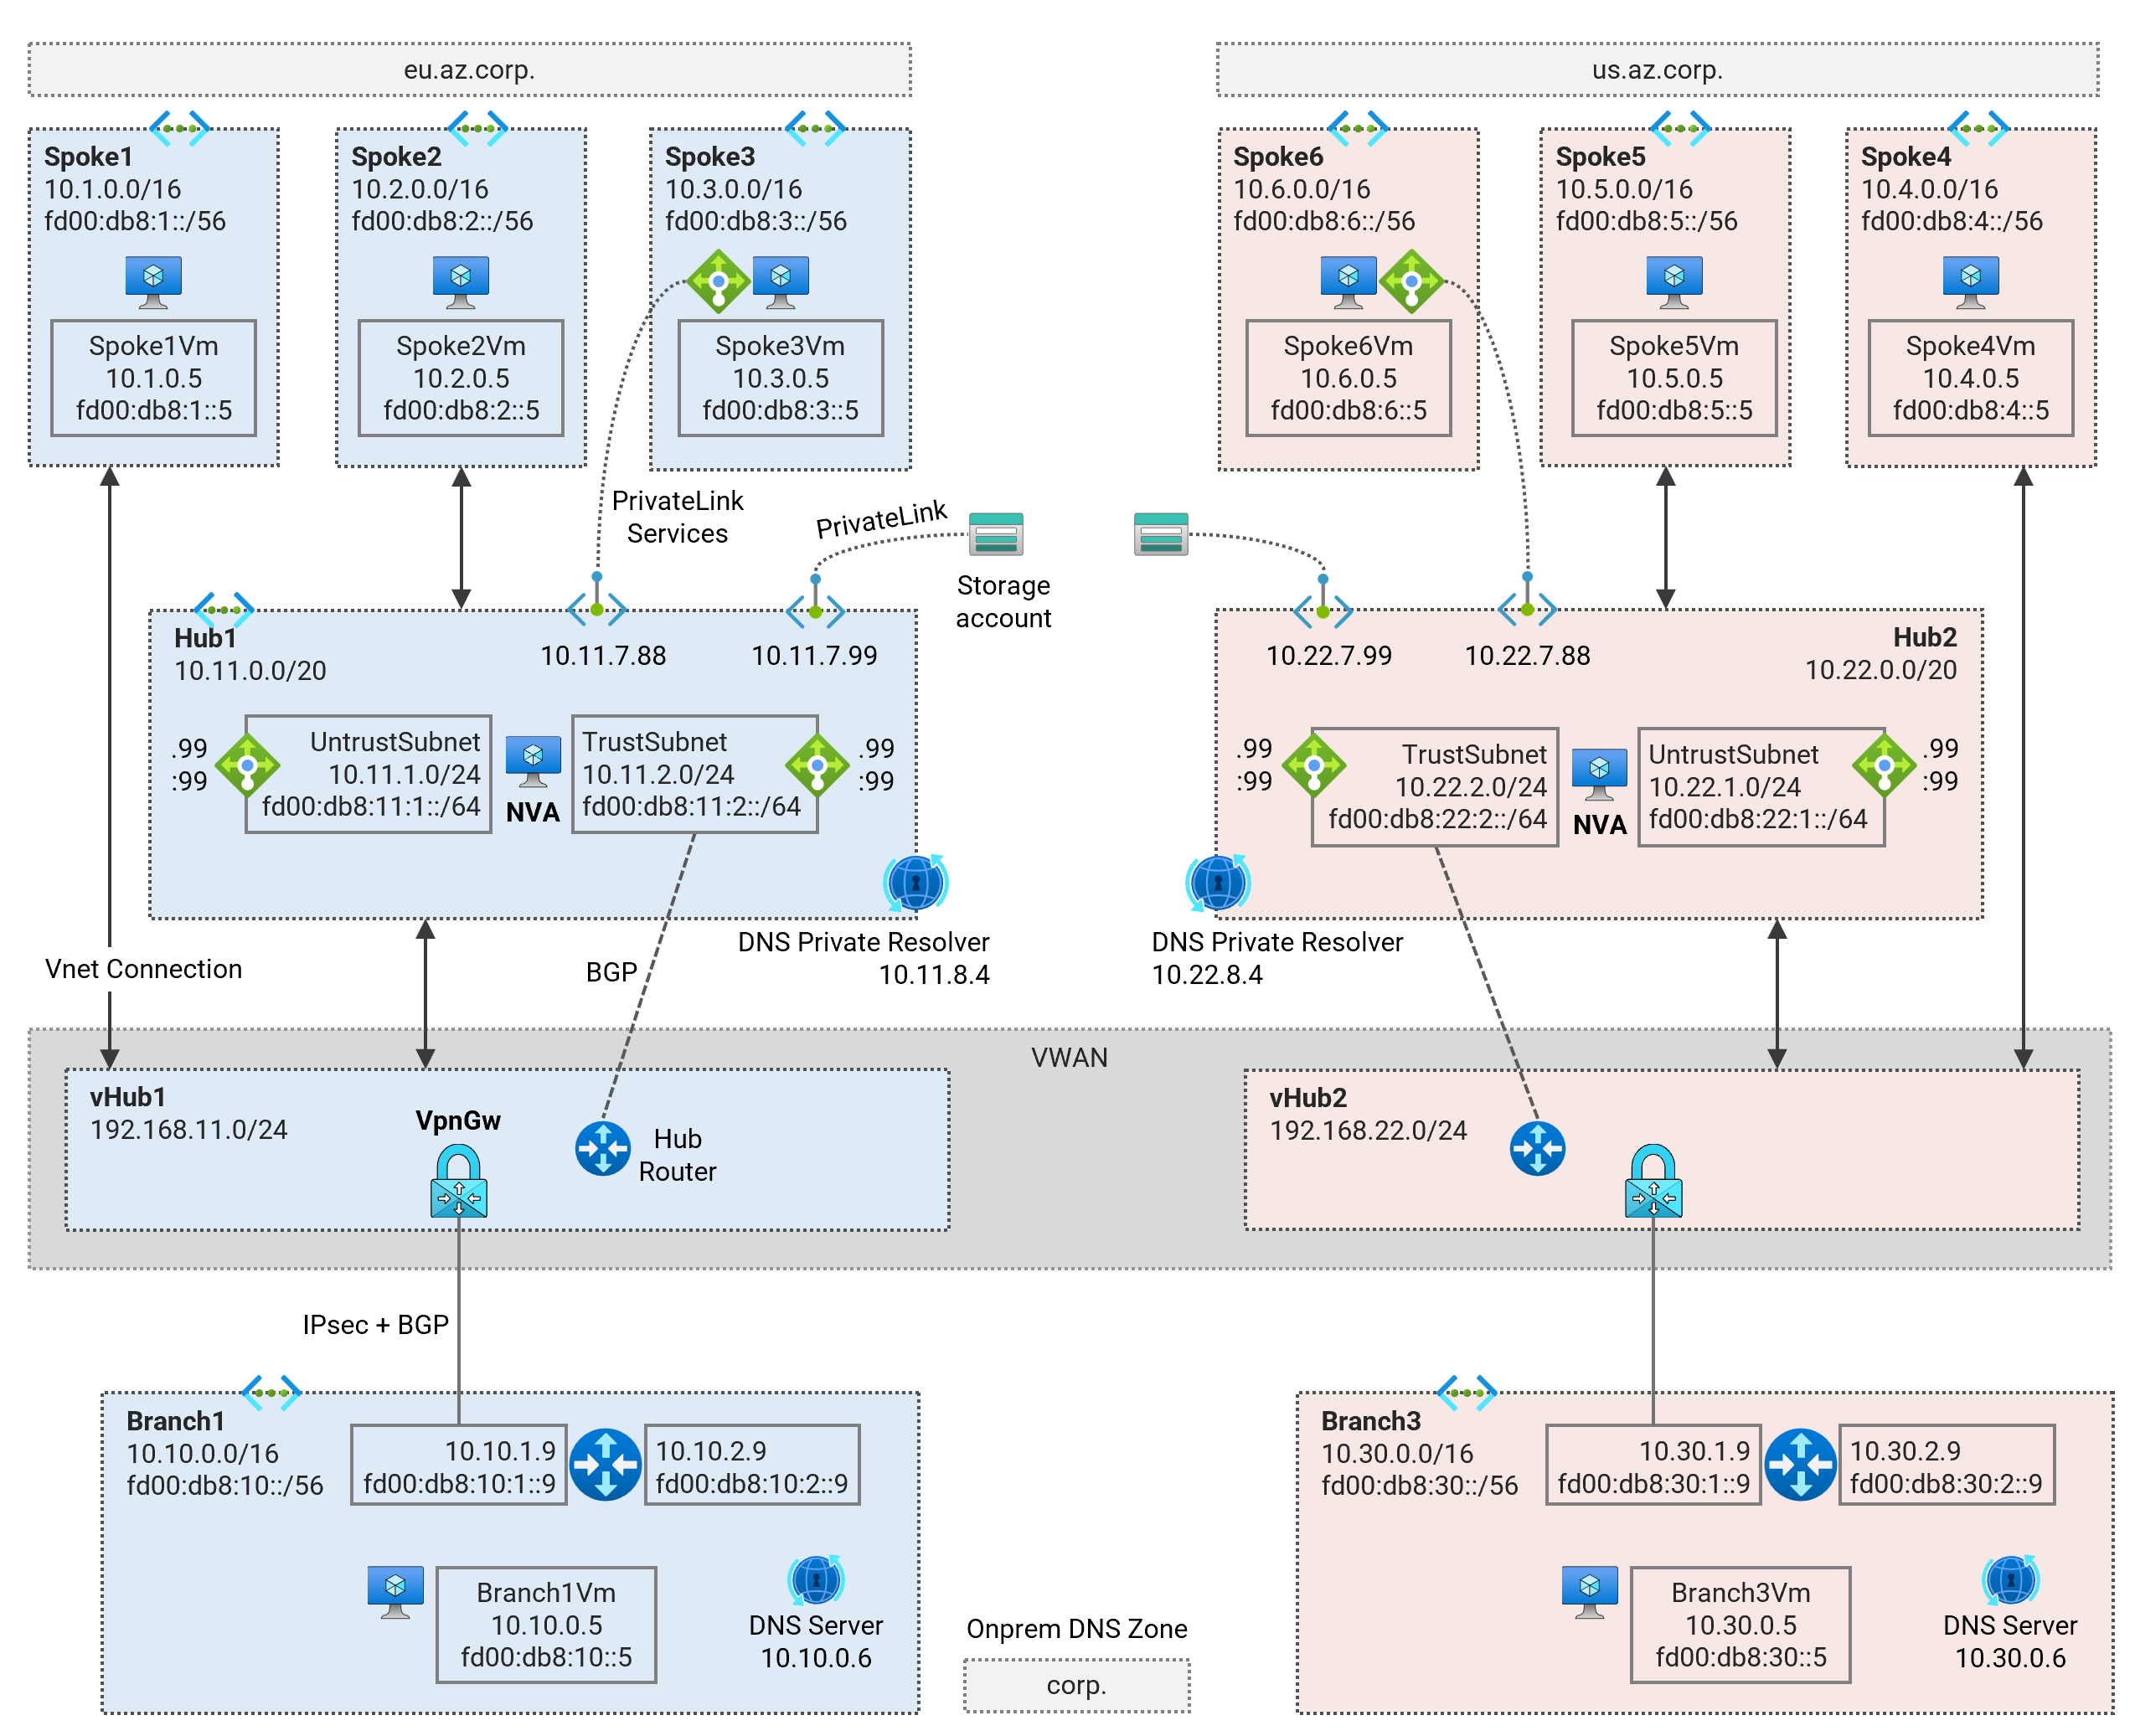 eu.az.corp.
us.az.corp.
Spoke1
10.1.0.0/16
fd00:db8:1::/56
Spoke1Vm
10.1.0.5
fd00:db8:1::5
Spoke2
10.2.0.0/16
fd00:db8:2::/56
Spoke2Vm
10.2.0.5
fd00:db8:2::5
Spoke3
10.3.0.0/16
fd00:db8:3::/56
Spoke3Vm
10.3.0.5
fd00:db8:3::5
Spoke6
10.6.0.0/16
fd00:db8:6::/56
Spoke6Vm
10.6.0.5
fd00:db8:6::5
Spoke5
10.5.0.0/16
fd00:db8:5::/56
Spoke5Vm
10.5.0.5
fd00:db8:5::5
Spoke4
10.4.0.0/16
fd00:db8:4::/56
Spoke4Vm
10.4.0.5
fd00:db8:4::5
PrivateLink
Services
PrivateLink
Storage
account
Hub1
10.11.0.0/20
10.11.7.88
10.11.7.99
.99
:99
UntrustSubnet
10.11.1.0/24
fd00:db8:11:1::/64
NVA
TrustSubnet
10.11.2.0/24
fd00:db8:11:2::/64
.99
:99
DNS Private Resolver
10.11.8.4
10.22.7.99
10.22.7.88
Hub2
10.22.0.0/20
.99
:99
TrustSubnet
10.22.2.0/24
fd00:db8:22:2::/64
NVA
UntrustSubnet
10.22.1.0/24
fd00:db8:22:1::/64
.99
:99
DNS Private Resolver
10.22.8.4
Vnet Connection
BGP
VWAN
vHub1
192.168.11.0/24
VpnGw
Hub
Router
vHub2
192.168.22.0/24
IPsec + BGP
Branch1
10.10.0.0/16
fd00:db8:10::/56
10.10.1.9
fd00:db8:10:1::9
10.10.2.9
fd00:db8:10:2::9
Branch1Vm
10.10.0.5
fd00:db8:10::5
DNS Server
10.10.0.6
Onprem DNS Zone
corp.
Branch3
10.30.0.0/16
fd00:db8:30::/56
10.30.1.9
fd00:db8:30:1::9
10.30.2.9
fd00:db8:30:2::9
Branch3Vm
10.30.0.5
fd00:db8:30::5
DNS Server
10.30.0.6